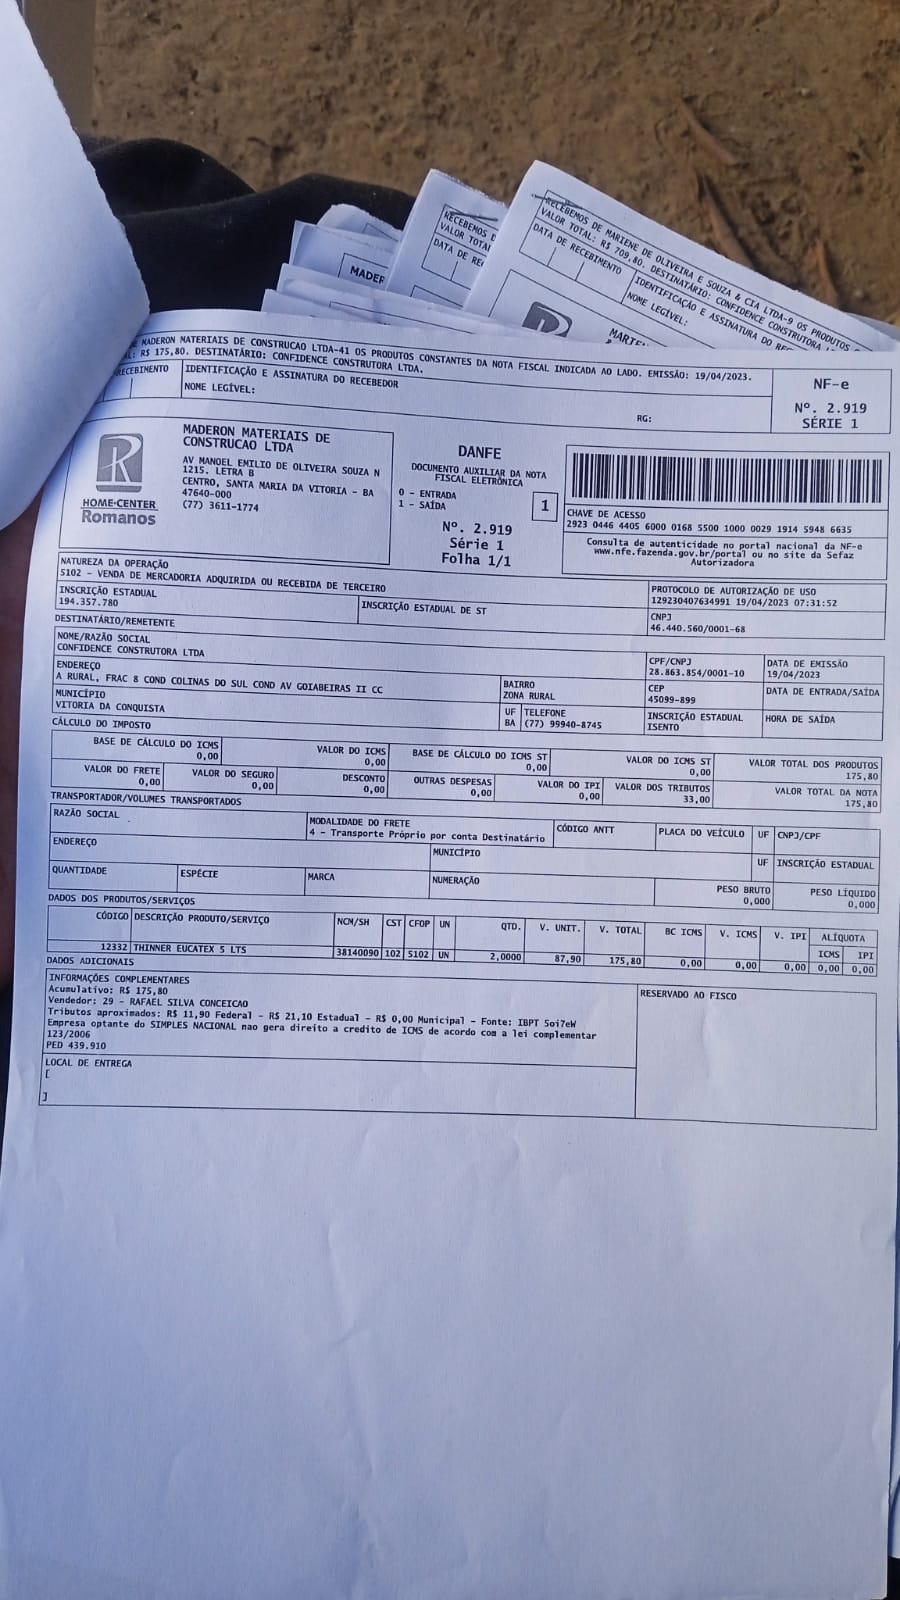 RECEBEMOS DE MARIENE DE OLIVEIRA E SOUZA & CIA LTDA-9 OS PRODUTOS
VALOR TOTAL: R$ 709,80. DESTINATÁRIO: CONFIDENCE CONSTRUTORA
DATA DE RECEBIMENTO
IDENTIFICAÇÃO E ASSINATURA DO
NOME LEGÍVEL:
RECEBEMOS
VALOR TOTAL
DATA DE
MADERON MATERIAIS DE CONSTRUCAO LTDA-41 OS PRODUTOS CONSTANTES DA NOTA FISCAL INDICADA AO LADO. EMISSÃO: 19/04/2023.
R$ 175,80. DESTINATÁRIO: CONFIDENCE CONSTRUTORA LTDA.
RECEBIMENTO
IDENTIFICAÇÃO E ASSINATURA DO RECEBEDOR
NOME LEGÍVEL:
RG:
NF-e
Nº. 2.919
SÉRIE 1
R
HOME-CENTER
Romanos
MADERON MATERIAIS DE
CONSTRUCAO LTDA
AV MANOEL EMILIO DE OLIVEIRA SOUZA N
1215. LETRA B
CENTRO, SANTA MARIA DA VITORIA - BA
47640-000
(77) 3611-1774
DANFE
DOCUMENTO AUXILIAR DA NOTA
FISCAL ELETRÔNICA
0 - ENTRADA
1 - SAÍDA
1
Nº. 2.919
Série 1
Folha 1/1
CHAVE DE ACESSO
2923 0446 4405 6000 0168 5500 1000 0029 1914 5948 6635
Consulta de autenticidade no portal nacional da NF-e
www.nfe.fazenda.gov.br/portal ou no site da Sefaz
Autorizadora
NATUREZA DA OPERAÇÃO
5102 - VENDA DE MERCADORIA ADQUIRIDA OU RECEBIDA DE TERCEIRO
PROTOCOLO DE AUTORIZAÇÃO DE USO
129230407634991 19/04/2023 07:31:52
INSCRIÇÃO ESTADUAL
194.357.780
INSCRIÇÃO ESTADUAL DE ST
CNPJ
46.440.560/0001-68
DESTINATÁRIO/REMETENTE
NOME/RAZÃO SOCIAL
CONFIDENCE CONSTRUTORA LTDA
CPF/CNPJ
28.863.854/0001-10
DATA DE EMISSÃO
19/04/2023
ENDEREÇO
A RURAL, FRAC 8 COND COLINAS DO SUL COND AV GOIABEIRAS II CC
BAIRRO
ZONA RURAL
CEP
45099-899
DATA DE ENTRADA/SAÍDA
MUNICÍPIO
VITORIA DA CONQUISTA
UF
BA
TELEFONE
(77) 99940-8745
INSCRIÇÃO ESTADUAL
ISENTO
HORA DE SAÍDA
CÁLCULO DO IMPOSTO
BASE DE CÁLCULO DO ICMS
0,00
VALOR DO ICMS
0,00
BASE DE CÁLCULO DO ICMS ST
0,00
VALOR DO ICMS ST
0,00
VALOR TOTAL DOS PRODUTOS
175,80
VALOR DO FRETE
0,00
VALOR DO SEGURO
0,00
DESCONTO
0,00
OUTRAS DESPESAS
0,00
VALOR DO IPI
0,00
VALOR DOS TRIBUTOS
33,00
VALOR TOTAL DA NOTA
175,80
TRANSPORTADOR/VOLUMES TRANSPORTADOS
RAZÃO SOCIAL
MODALIDADE DO FRETE
4 - Transporte Próprio por conta Destinatário
CÓDIGO ANTT
PLACA DO VEÍCULO
UF
CNPJ/CPF
ENDEREÇO
MUNICÍPIO
UF
INSCRIÇÃO ESTADUAL
QUANTIDADE
ESPÉCIE
MARCA
NUMERAÇÃO
PESO BRUTO
0,000
PESO LÍQUIDO
0,000
DADOS DOS PRODUTOS/SERVIÇOS
CÓDIGO DESCRIÇÃO PRODUTO/SERVIÇO NCM/SH CST CFOP UN QTD. V. UNIT. V. TOTAL BC ICMS V. ICMS V. IPI ALÍQUOTA
ICMS IPI
12332 THINNER EUCATEX 5 LTS 38140090 102 5102 UN 2,0000 87,90 175,80 0,00 0,00 0,00 0,00 0,00
DADOS ADICIONAIS
INFORMAÇÕES COMPLEMENTARES
Acumulativo: R$ 175,80
Vendedor: 29 - RAFAEL SILVA CONCEICAO
Tributos aproximados: R$ 11,90 Federal - R$ 21,10 Estadual - R$ 0,00 Municipal - Fonte: IBPT 5oi7eW
Empresa optante do SIMPLES NACIONAL nao gera direito a credito de ICMS de acordo com a lei complementar
123/2006
PED 439.910
RESERVADO AO FISCO
LOCAL DE ENTREGA
[
]